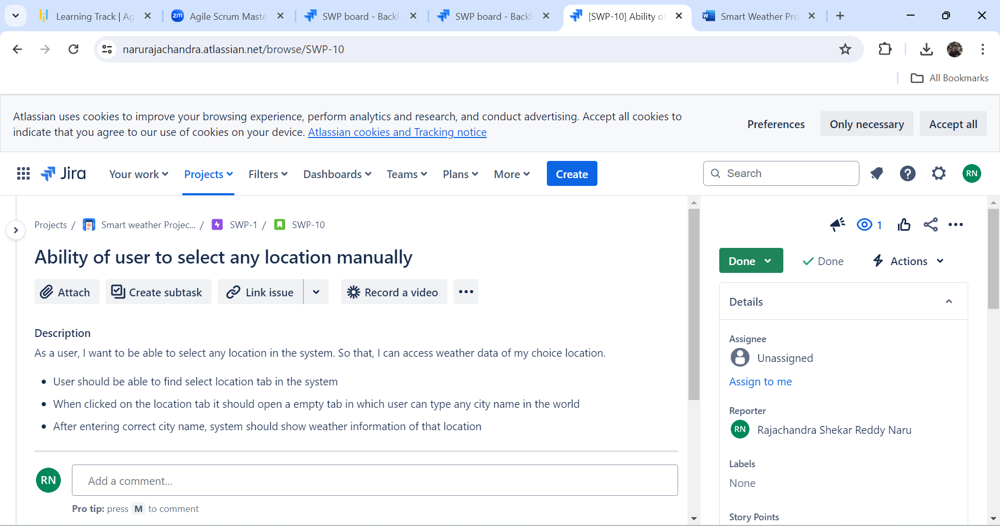 Learning Track | Ag
Agile Scrum Maste
SWP board - Backl
SWP board - Backl
[SWP-10] Ability of
Smart Weather Pro
narurajachandra.atlassian.net/browse/SWP-10
All Bookmarks
Atlassian uses cookies to improve your browsing experience, perform analytics and research, and conduct advertising. Accept all cookies to
indicate that you agree to our use of cookies on your device. Atlassian cookies and Tracking notice
Preferences
Only necessary
Accept all
Jira
Your work
Projects
Filters
Dashboards
Teams
Plans
More
Create
Search
RN
Projects / Smart weather Projec... / SWP-1 / SWP-10
1
Ability of user to select any location manually
Done
Done
Actions
Attach
Create subtask
Link issue
Record a video
Details
Description
As a user, I want to be able to select any location in the system. So that, I can access weather data of my choice location.
• User should be able to find select location tab in the system
• When clicked on the location tab it should open a empty tab in which user can type any city name in the world
• After entering correct city name, system should show weather information of that location
Assignee
Unassigned
Assign to me
Reporter
RN Rajachandra Shekar Reddy Naru
Labels
None
Story Points
RN
Add a comment...
Pro tip: press M to comment